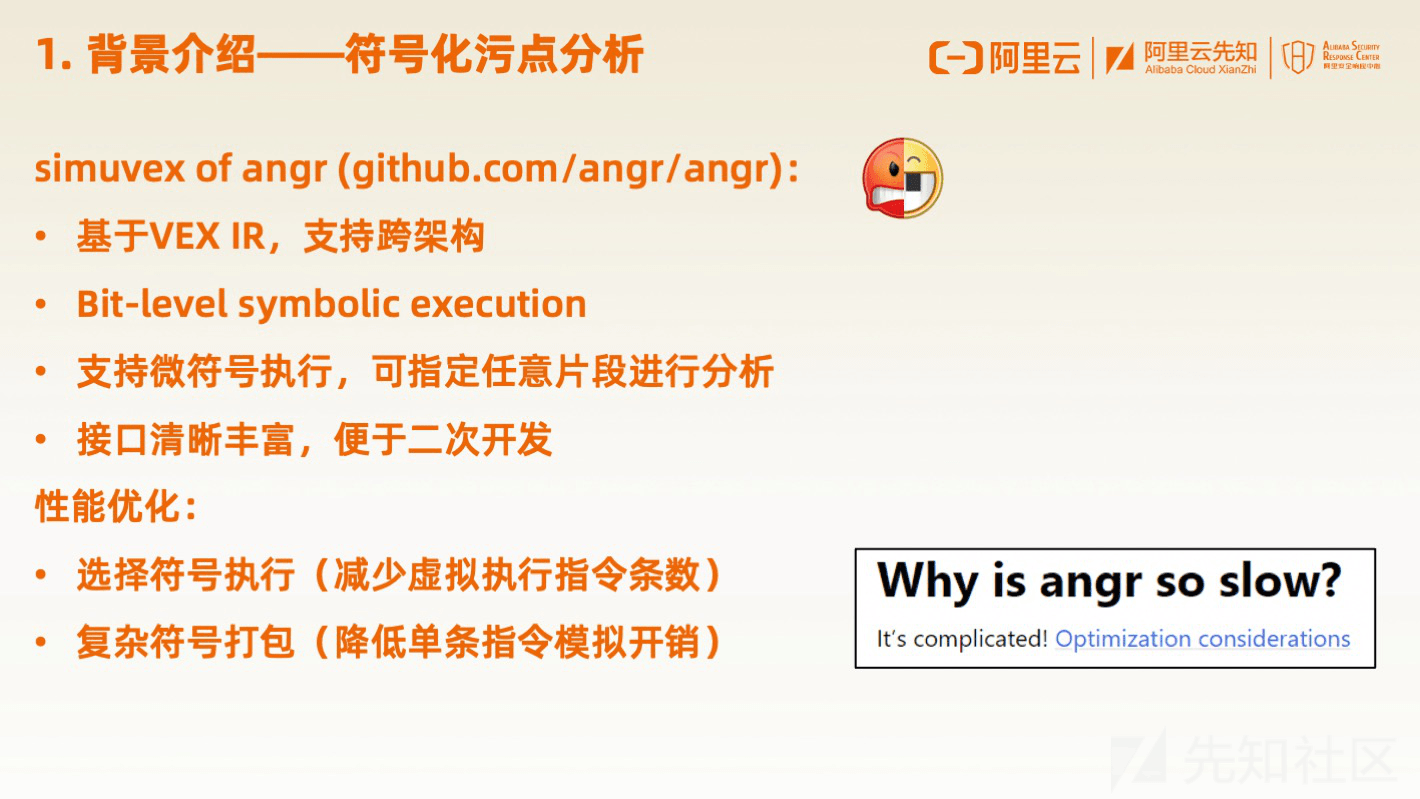 1. 背景介绍——符号化污点分析
阿里云
阿里云先知
Alibaba Cloud XianZhi
ALIBABA SECURITY
RESPONSE CENTER
阿里安全响应中心
simuvex of angr (github.com/angr/angr)：
• 基于VEX IR，支持跨架构
• Bit-level symbolic execution
• 支持微符号执行，可指定任意片段进行分析
• 接口清晰丰富，便于二次开发
性能优化：
• 选择符号执行（减少虚拟执行指令条数）
• 复杂符号打包（降低单条指令模拟开销）
Why is angr so slow?
It's complicated! Optimization considerations
先知社区